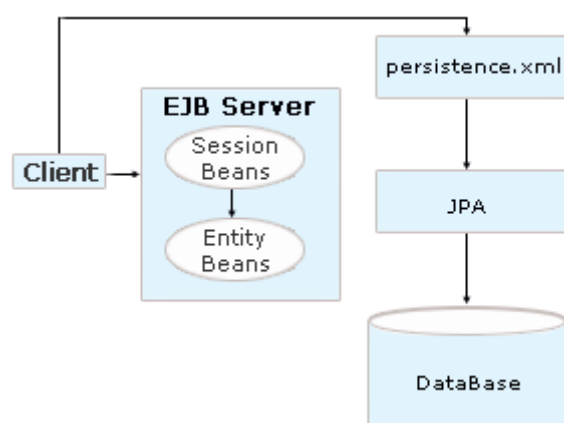 persistence.xml
EJB Server
Session
Beans
Client
JPA
Entity
Beans
DataBase